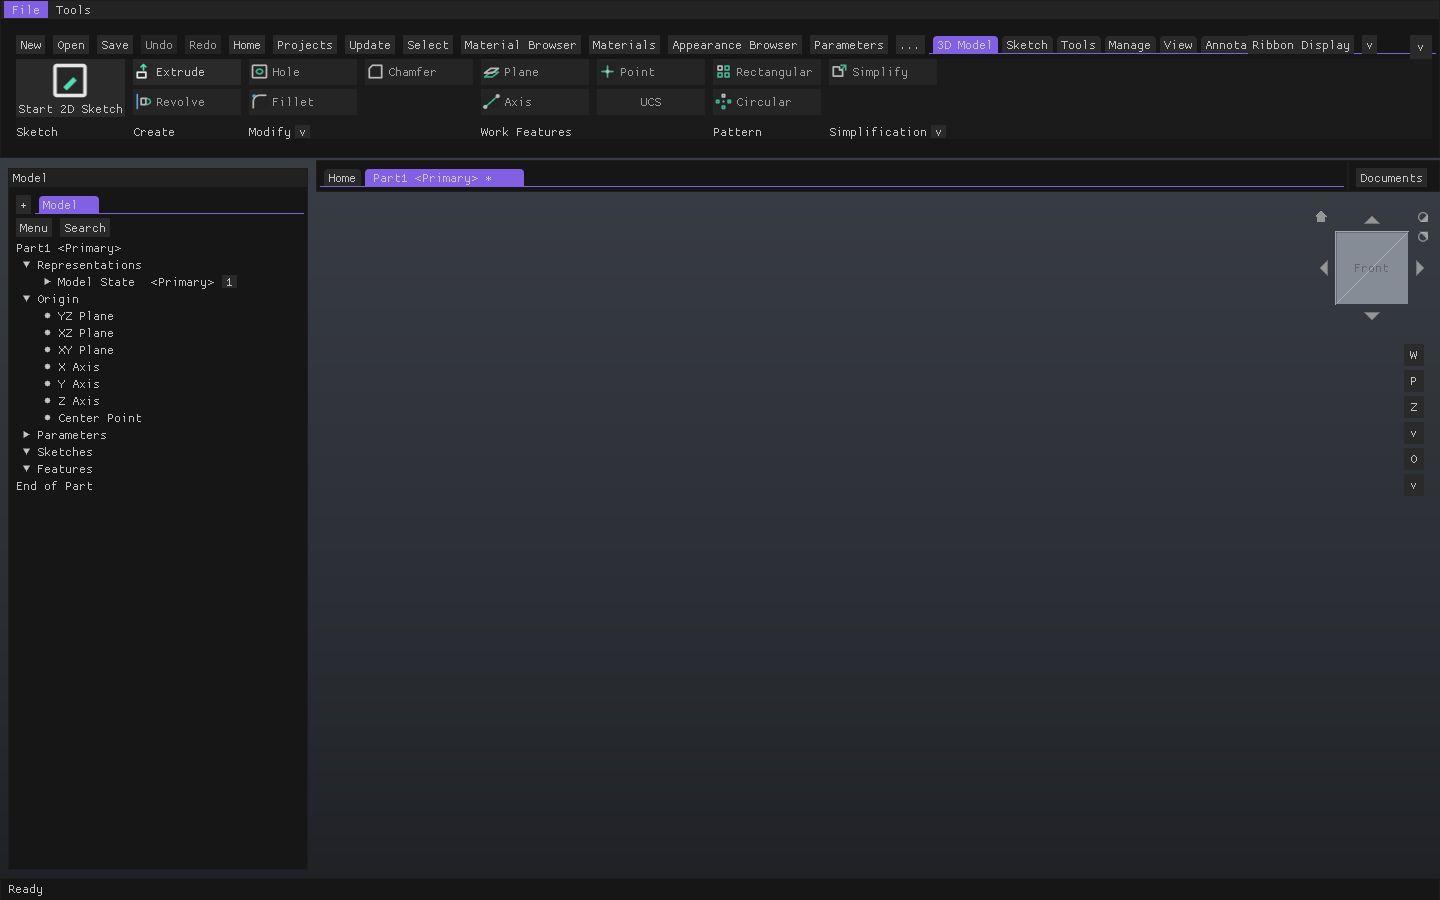 File Tools
New Open Save Undo Redo Home Projects Update Select Material Browser Materials Appearance Browser Parameters ... 3D Model Sketch Tools Manage View Annota Ribbon Display v v
Start 2D Sketch
Extrude Hole Chamfer Plane Point Rectangular Simplify
Revolve Fillet Axis UCS Circular
Sketch Create Modify v Work Features Pattern Simplification v
Model
+ Model
Menu Search
Part1 <Primary>
Representations
Model State <Primary> 1
Origin
YZ Plane
XZ Plane
XY Plane
X Axis
Y Axis
Z Axis
Center Point
Parameters
Sketches
Features
End of Part
Home Part1 <Primary> * Documents
Front
W
P
Z
v
O
v
Ready